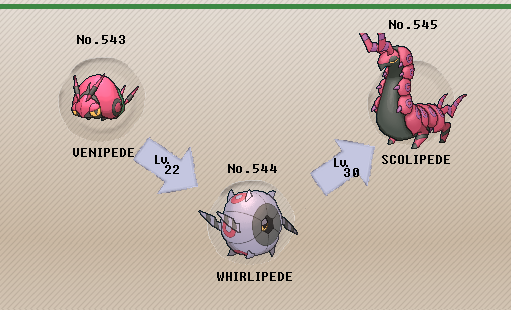 No.543
VENIPEDE
Lv.
22
No.544
WHIRLIPEDE
Lv.
30
No.545
SCOLIPEDE